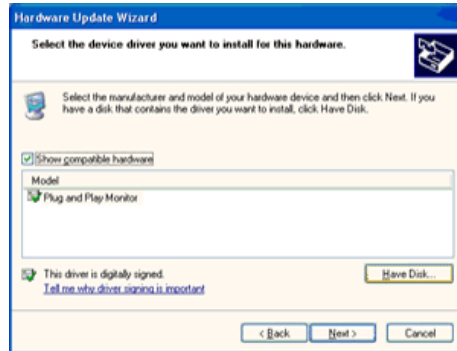 Hardware Update Wizard
Select the device driver you want to install for this hardware.
Select the manufacturer and model of your hardware device and then click Next. If you
have a disk that contains the driver you want to install, click Have Disk.
Show compatible hardware
Model
Plug and Play Monitor
This driver is digitally signed.
Have Disk...
Tell me why driver signing is important
< Back
Next >
Cancel